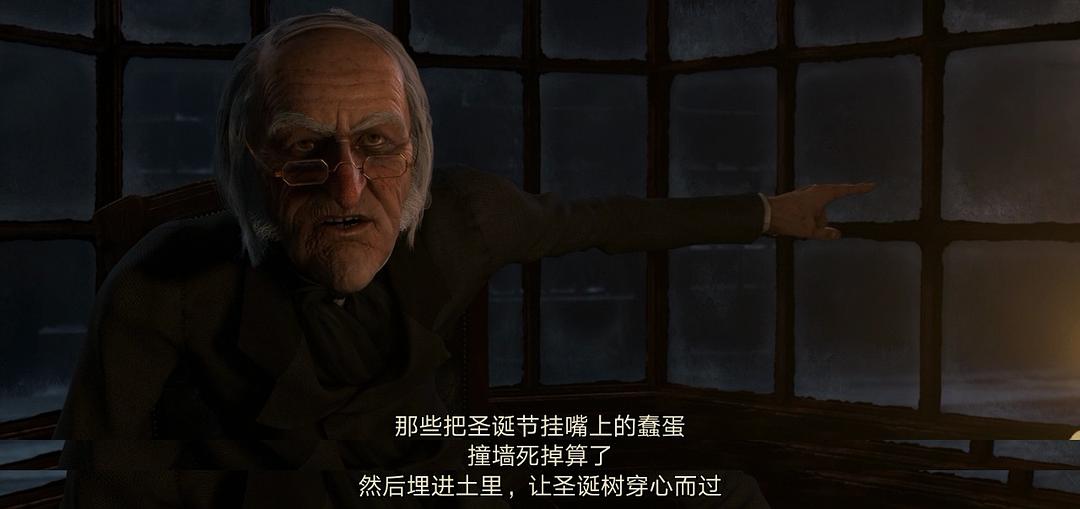 那些把圣诞节挂嘴上的蠢蛋
撞墙死掉算了
然后埋进土里，让圣诞树穿心而过